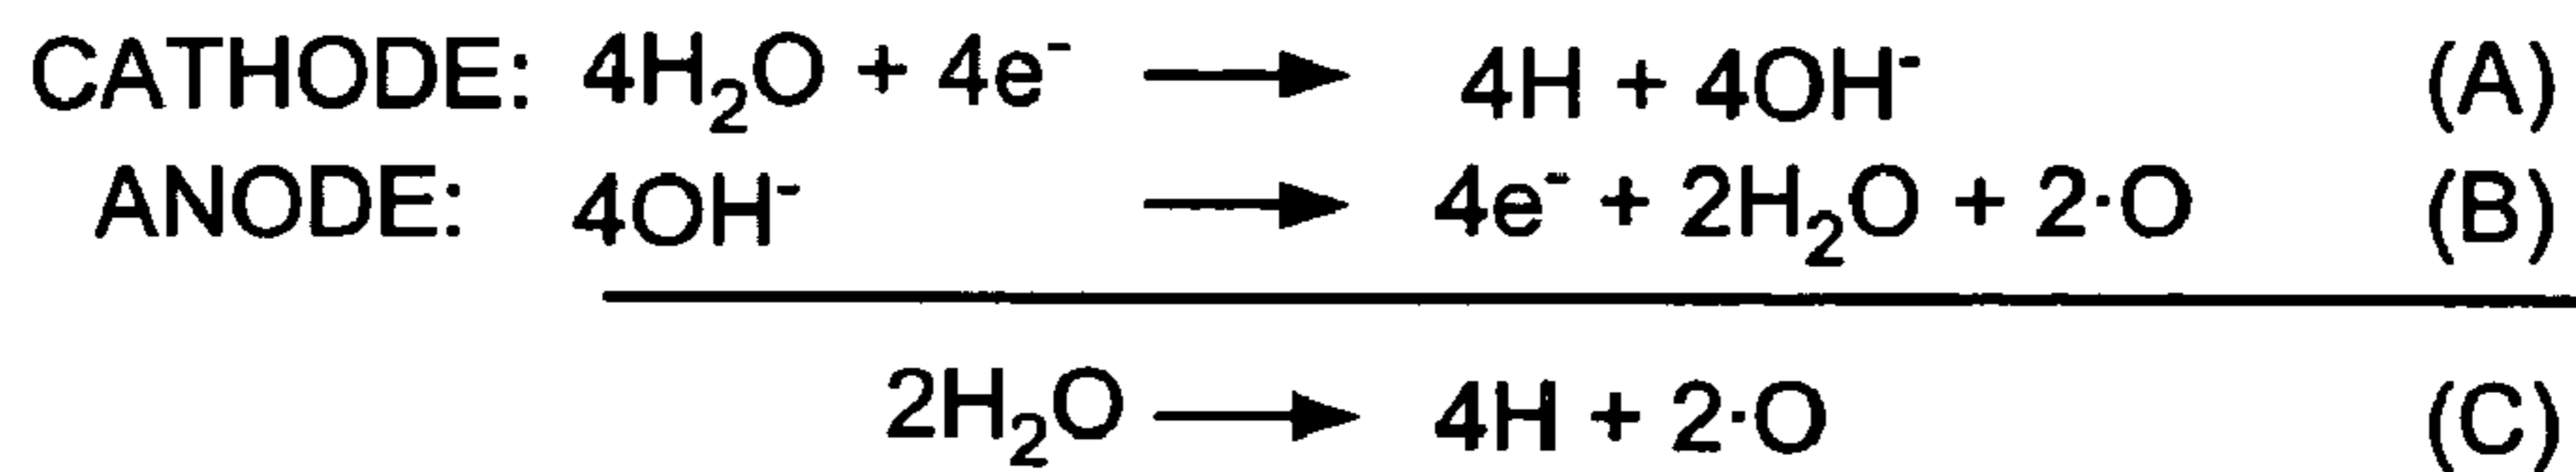 CATHODE: 4H₂O + 4e⁻ → 4H + 4OH⁻ (A)
ANODE: 4OH⁻ → 4e⁻ + 2H₂O + 2·O (B)
2H₂O → 4H + 2·O (C)